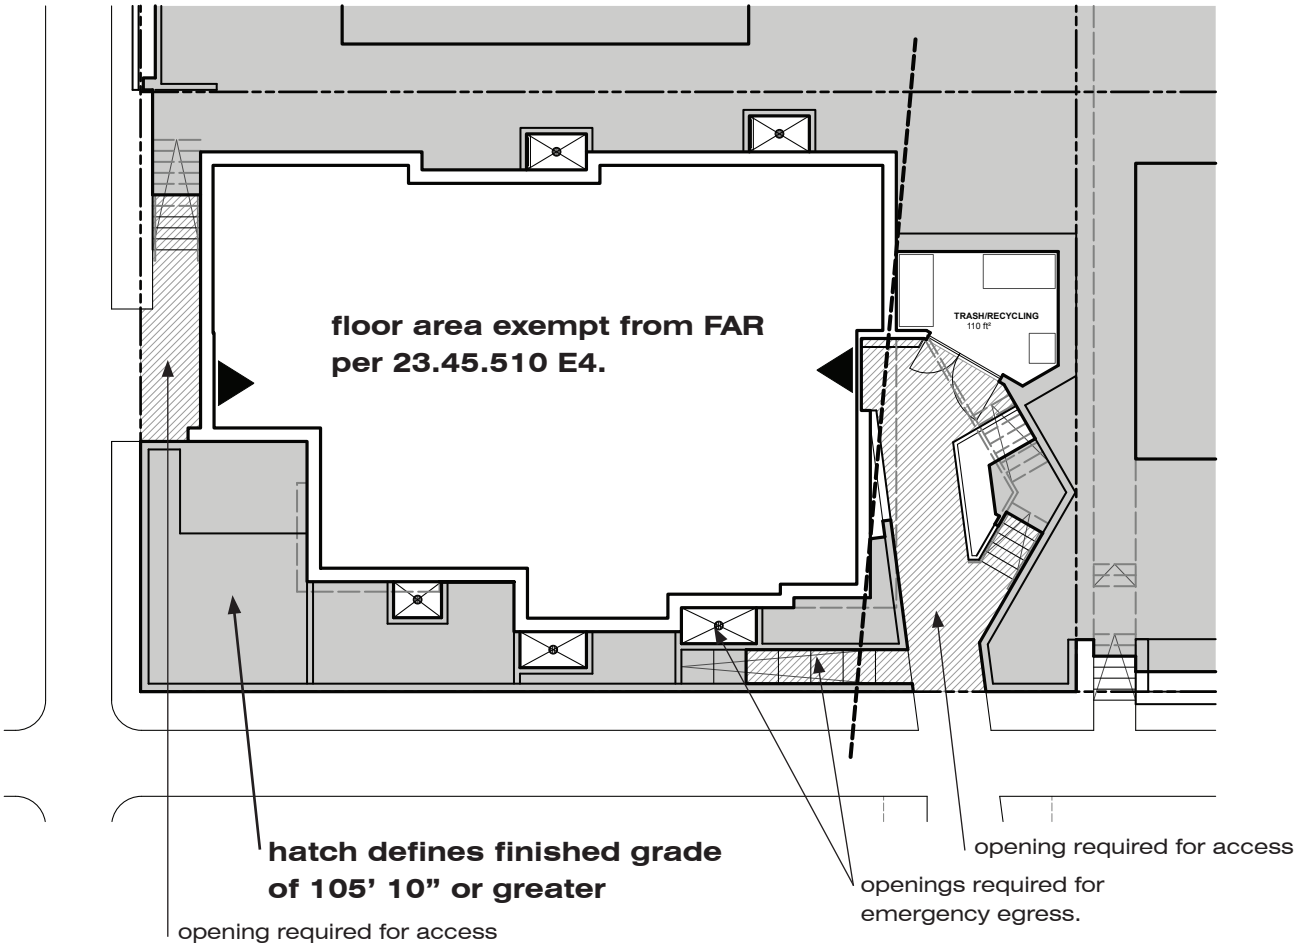 TRASH/RECYCLING
110 ft²
floor area exempt from FAR
per 23.45.510 E4.
opening required for access
hatch defines finished grade
of 105’ 10” or greater
openings required for
emergency egress.
opening required for access